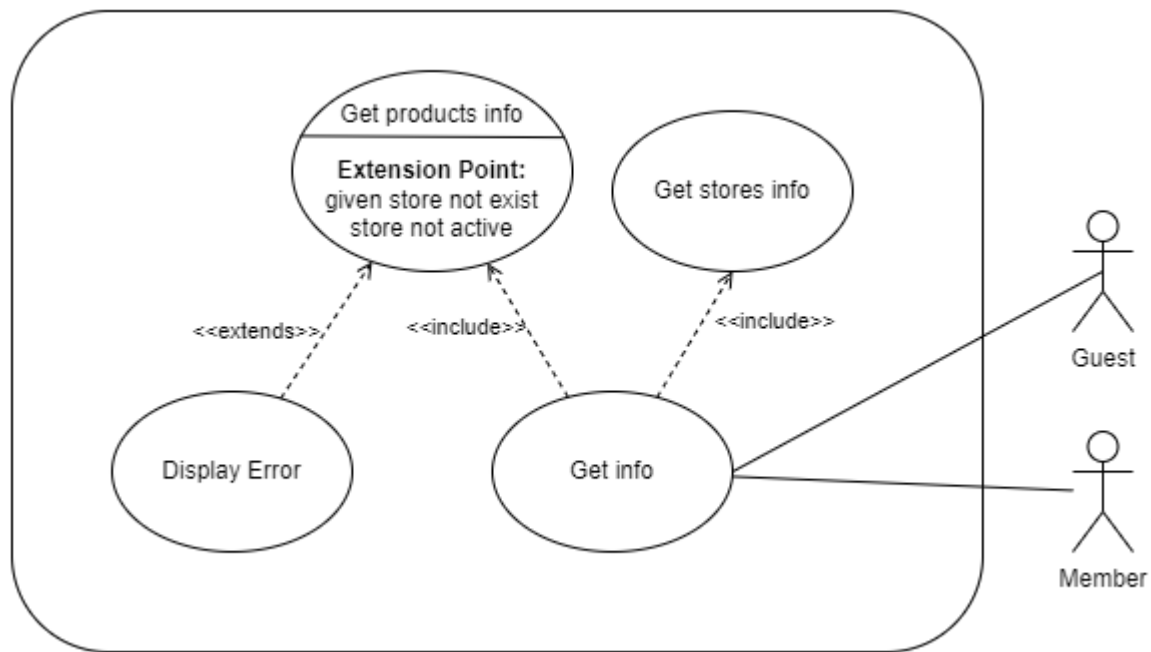 Get products info
Extension Point:
given store not exist
store not active
Get stores info
<<extends>>
<<include>>
<<include>>
Guest
Display Error
Get info
Member